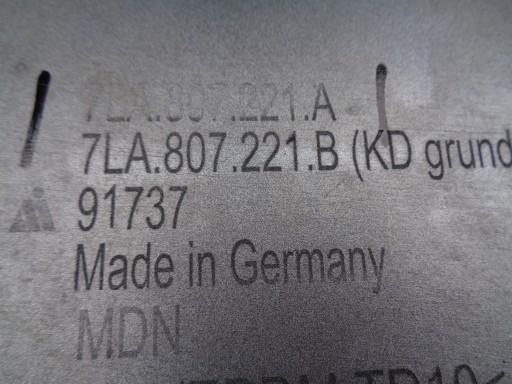 7LA.807.221.A
7LA.807.221.B (KD grund
91737
Made in Germany
MDN